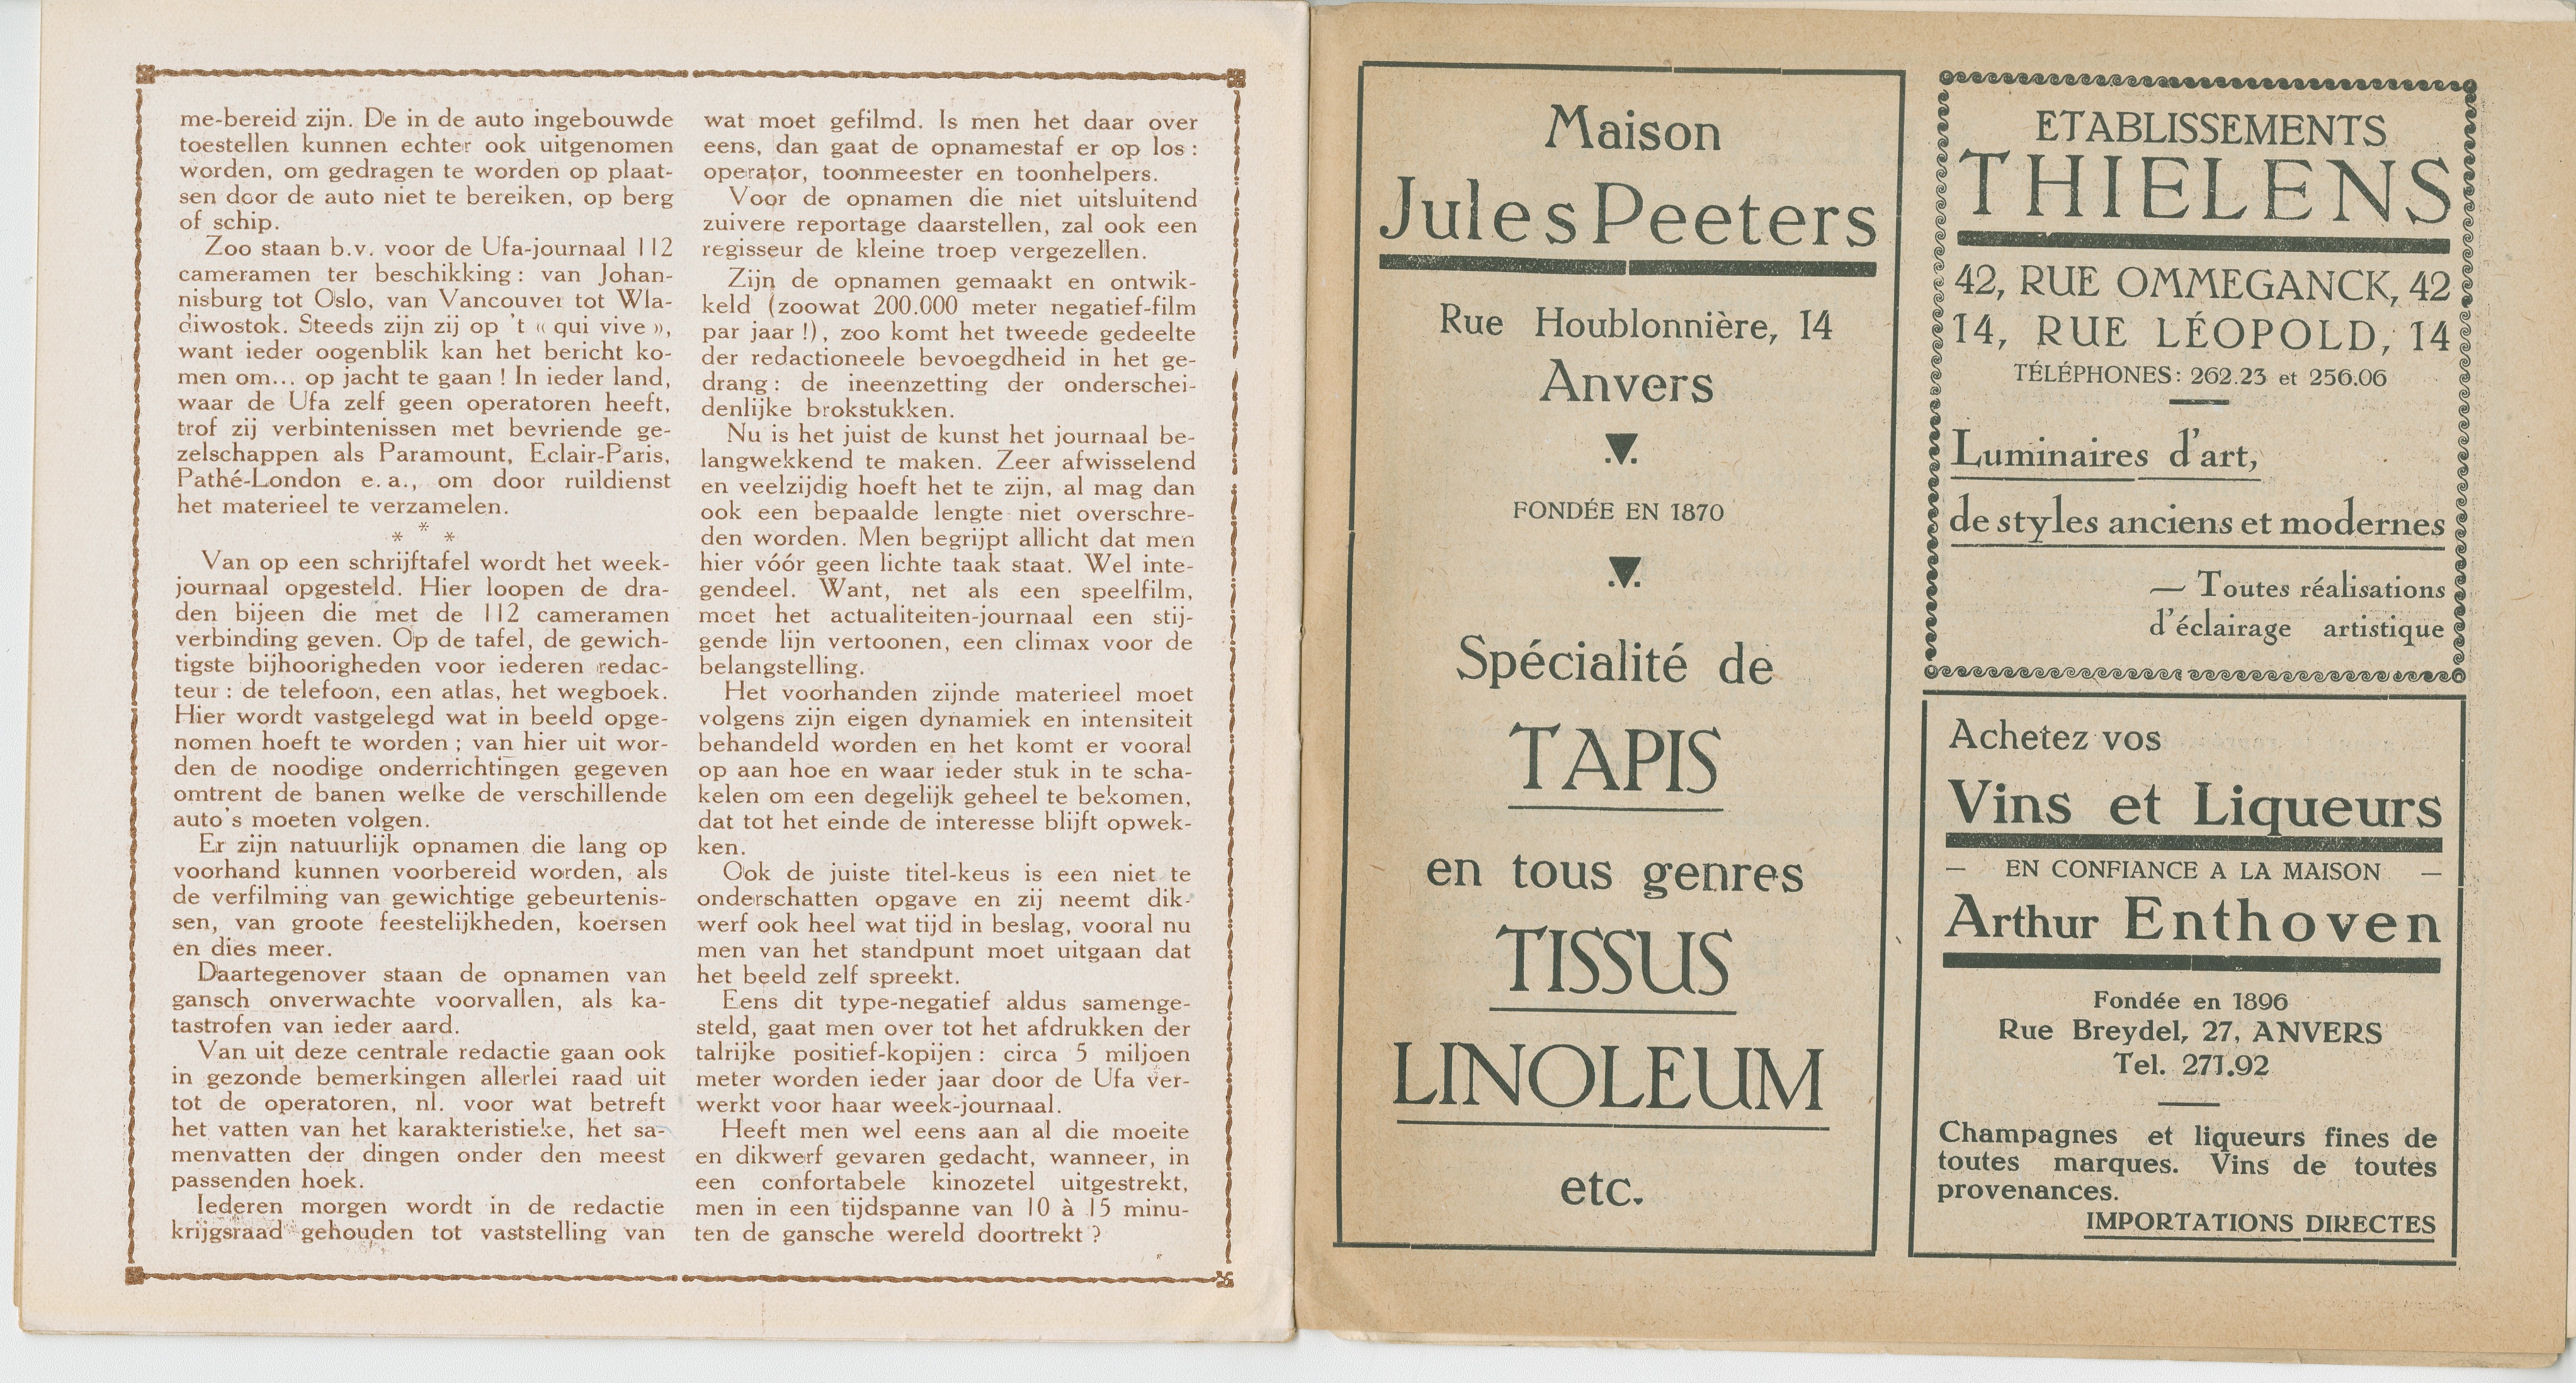 me-bereid zijn. De in de auto ingebouwde
toestellen kunnen echter ook uitgenomen
worden, om gedragen te worden op plaat-
sen door de auto niet te bereiken, op berg
of schip.
Zoo staan b.v. voor de Ufa-journaal 112
cameramen ter beschikking : van Johan-
nisburg tot Oslo, van Vancouver tot Wla-
diwostok. Steeds zijn zij op 't « qui vive »,
want ieder oogenblik kan het bericht ko-
men om... op jacht te gaan ! In ieder land,
waar de Ufa zelf geen operatoren heeft,
trof zij verbintenissen met bevriende ge-
zelschappen als Paramount, Eclair-Paris,
Pathé-London e. a., om door ruildienst
het materieel te verzamelen.
* * *
Van op een schrijftafel wordt het week-
journaal opgesteld. Hier loopen de dra-
den bijeen die met de 112 cameramen
verbinding geven. Op de tafel, de gewich-
tigste bijhoorigheden voor iederen redac-
teur : de telefoon, een atlas, het wegboek.
Hier wordt vastgelegd wat in beeld opge-
nomen hoeft te worden ; van hier uit wor-
den de noodige onderrichtingen gegeven
omtrent de banen welke de verschillende
auto's moeten volgen.
Er zijn natuurlijk opnamen die lang op
voorhand kunnen voorbereid worden, als
de verfilming van gewichtige gebeurtenis-
sen, van groote feestelijkheden, koersen
en dies meer.
Daartegenover staan de opnamen van
gansch onverwachte voorvallen, als ka-
tastrofen van ieder aard.
Van uit deze centrale redactie gaan ook
in gezonde bemerkingen allerlei raad uit
tot de operatoren, nl. voor wat betreft
het vatten van het karakteristieke, het sa-
menvatten der dingen onder den meest
passenden hoek.
Iederen morgen wordt in de redactie
krijgsraad gehouden tot vaststelling van
wat moet gefilmd. Is men het daar over
eens, dan gaat de opnamestaf er op los :
operator, toonmeester en toonhelpers.
Voor de opnamen die niet uitsluitend
zuivere reportage daarstellen, zal ook een
regisseur de kleine troep vergezellen.
Zijn de opnamen gemaakt en ontwik-
keld (zoowat 200.000 meter negatief-film
par jaar !), zoo komt het tweede gedeelte
der redactioneele bevoegdheid in het ge-
drang : de ineenzetting der onderschei-
denlijke brokstukken.
Nu is het juist de kunst het journaal be-
langwekkend te maken. Zeer afwisselend
en veelzijdig hoeft het te zijn, al mag dan
ook een bepaalde lengte niet overschre-
den worden. Men begrijpt allicht dat men
hier vóór geen lichte taak staat. Wel inte-
gendeel. Want, net als een speelfilm,
moet het actualiteiten-journaal een stij-
gende lijn vertoonen, een climax voor de
belangstelling.
Het voorhanden zijnde materieel moet
volgens zijn eigen dynamiek en intensiteit
behandeld worden en het komt er vooral
op aan hoe en waar ieder stuk in te scha-
kelen om een degelijk geheel te bekomen,
dat tot het einde de interesse blijft opwek-
ken.
Ook de juiste titel-keus is een niet te
onderschatten opgave en zij neemt dik-
werf ook heel wat tijd in beslag, vooral nu
men van het standpunt moet uitgaan dat
het beeld zelf spreekt.
Eens dit type-negatief aldus samenge-
steld, gaat men over tot het afdrukken der
talrijke positief-kopijen : circa 5 miljoen
meter worden ieder jaar door de Ufa ver-
werkt voor haar week-journaal.
Heeft men wel eens aan al die moeite
en dikwerf gevaren gedacht, wanneer, in
een confortabele kinozetel uitgestrekt,
men in een tijdspanne van 10 à 15 minu-
ten de gansche wereld doortrekt ?
Maison
Jules Peeters
Rue Houblonnière, 14
Anvers
FONDÉE EN 1870
Spécialité de
TAPIS
en tous genres
TISSUS
LINOLEUM
etc.
ETABLISSEMENTS
THIELENS
42, RUE OMMEGANCK, 42
14, RUE LÉOPOLD, 14
TÉLÉPHONES : 262.23 et 256.06
Luminaires d'art,
de styles anciens et modernes
— Toutes réalisations
d'éclairage artistique
Achetez vos
Vins et Liqueurs
— EN CONFIANCE A LA MAISON —
Arthur Enthoven
Fondée en 1896
Rue Breydel, 27, ANVERS
Tel. 271.92
Champagnes et liqueurs fines de
toutes marques. Vins de toutes
provenances.
IMPORTATIONS DIRECTES